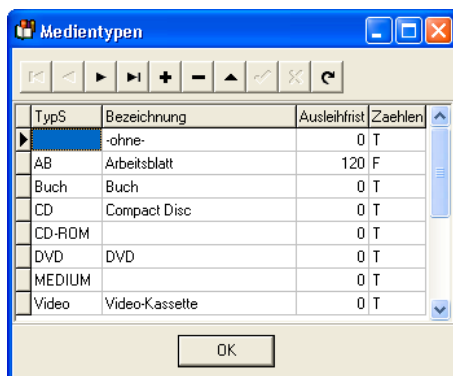 Medientypen
TypS Bezeichnung Ausleihfrist Zaehlen
-ohne- 0 T
AB Arbeitsblatt 120 F
Buch Buch 0 T
CD Compact Disc 0 T
CD-ROM 0 T
DVD DVD 0 T
MEDIUM 0 T
Video Video-Kassette 0 T
OK